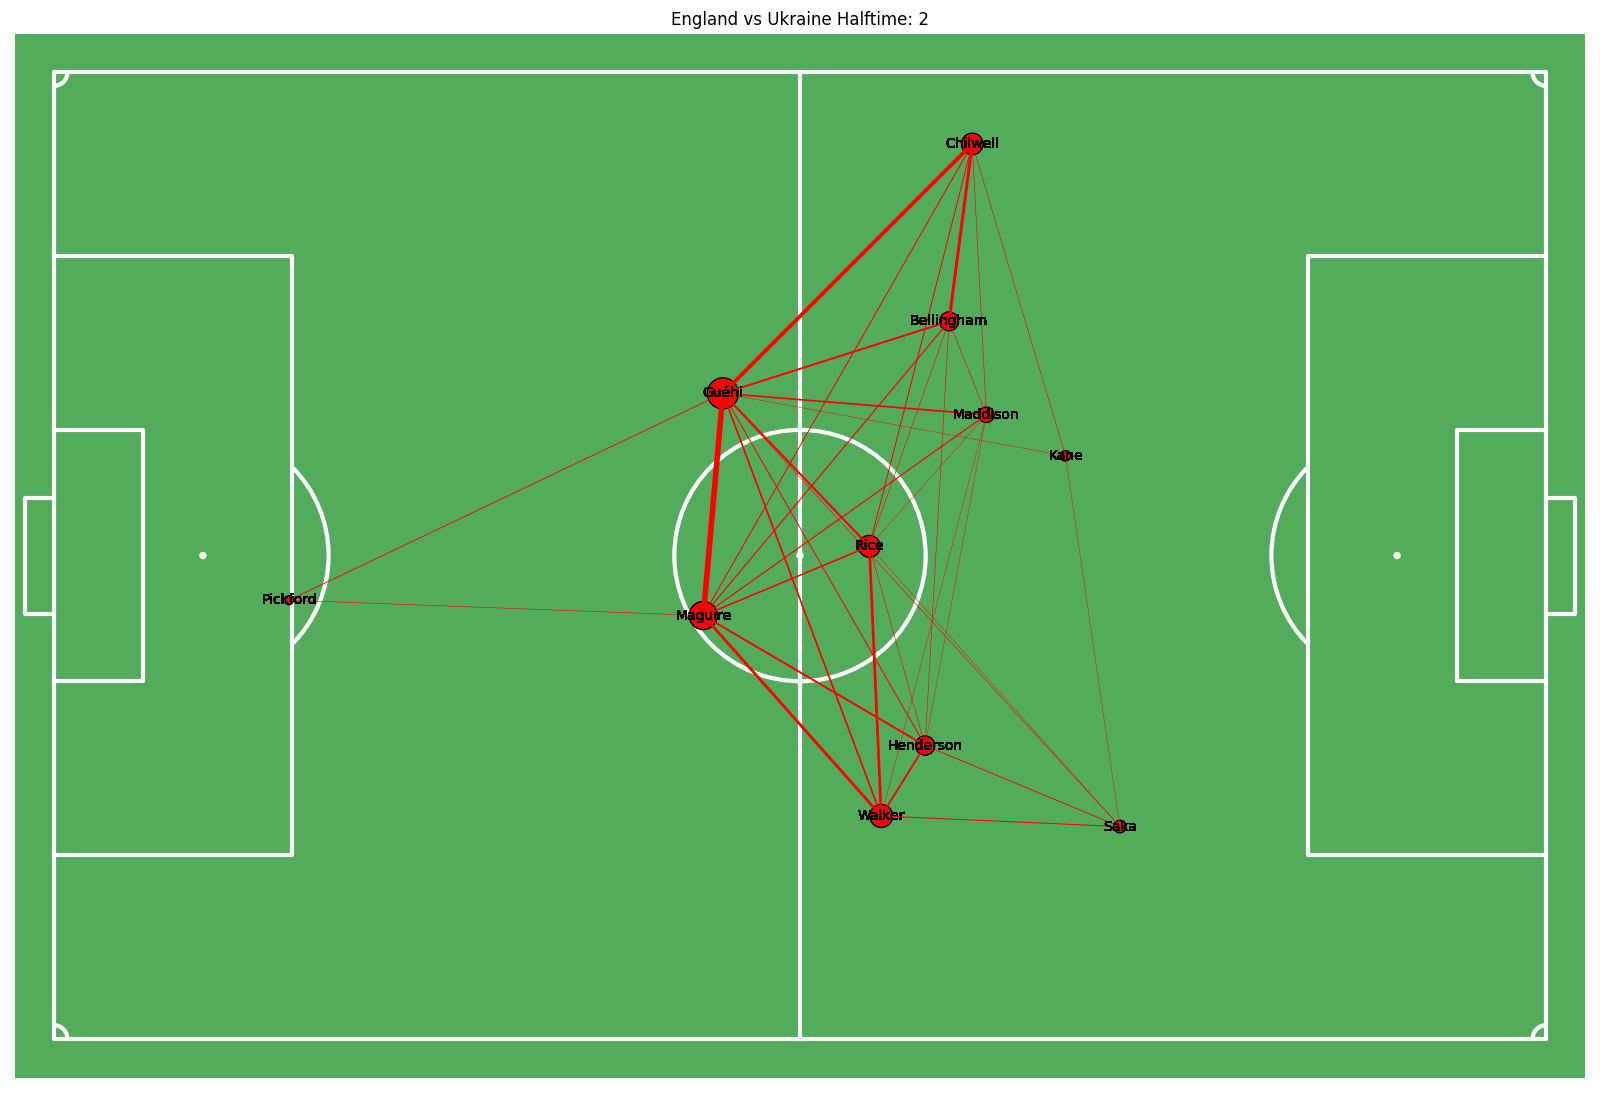 England vs Ukraine Halftime: 2
Chilwell
Bellingham
Guéhi
Maddison
Kane
Rice
Pickford
Maguire
Henderson
Walker
Saka